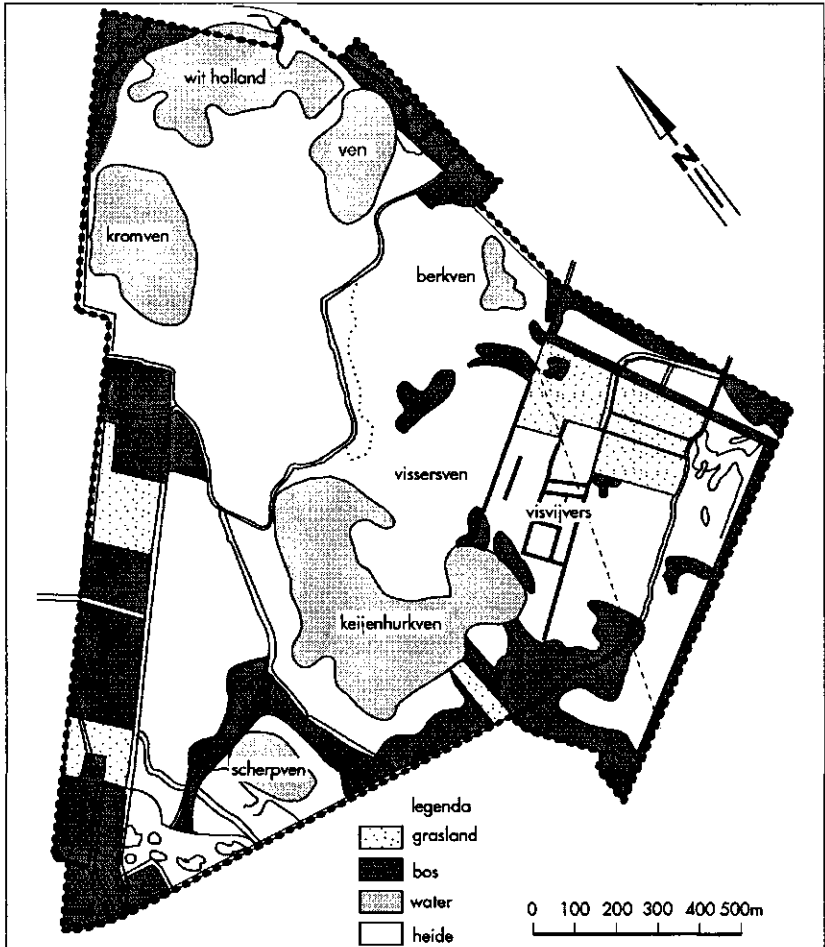 wit holland
ven
N
kromven
berkven
vissersven
visvijvers
keijenhurkven
scherpven
legenda
grasland
bos
water
heide
0 100 200 300 400 500m